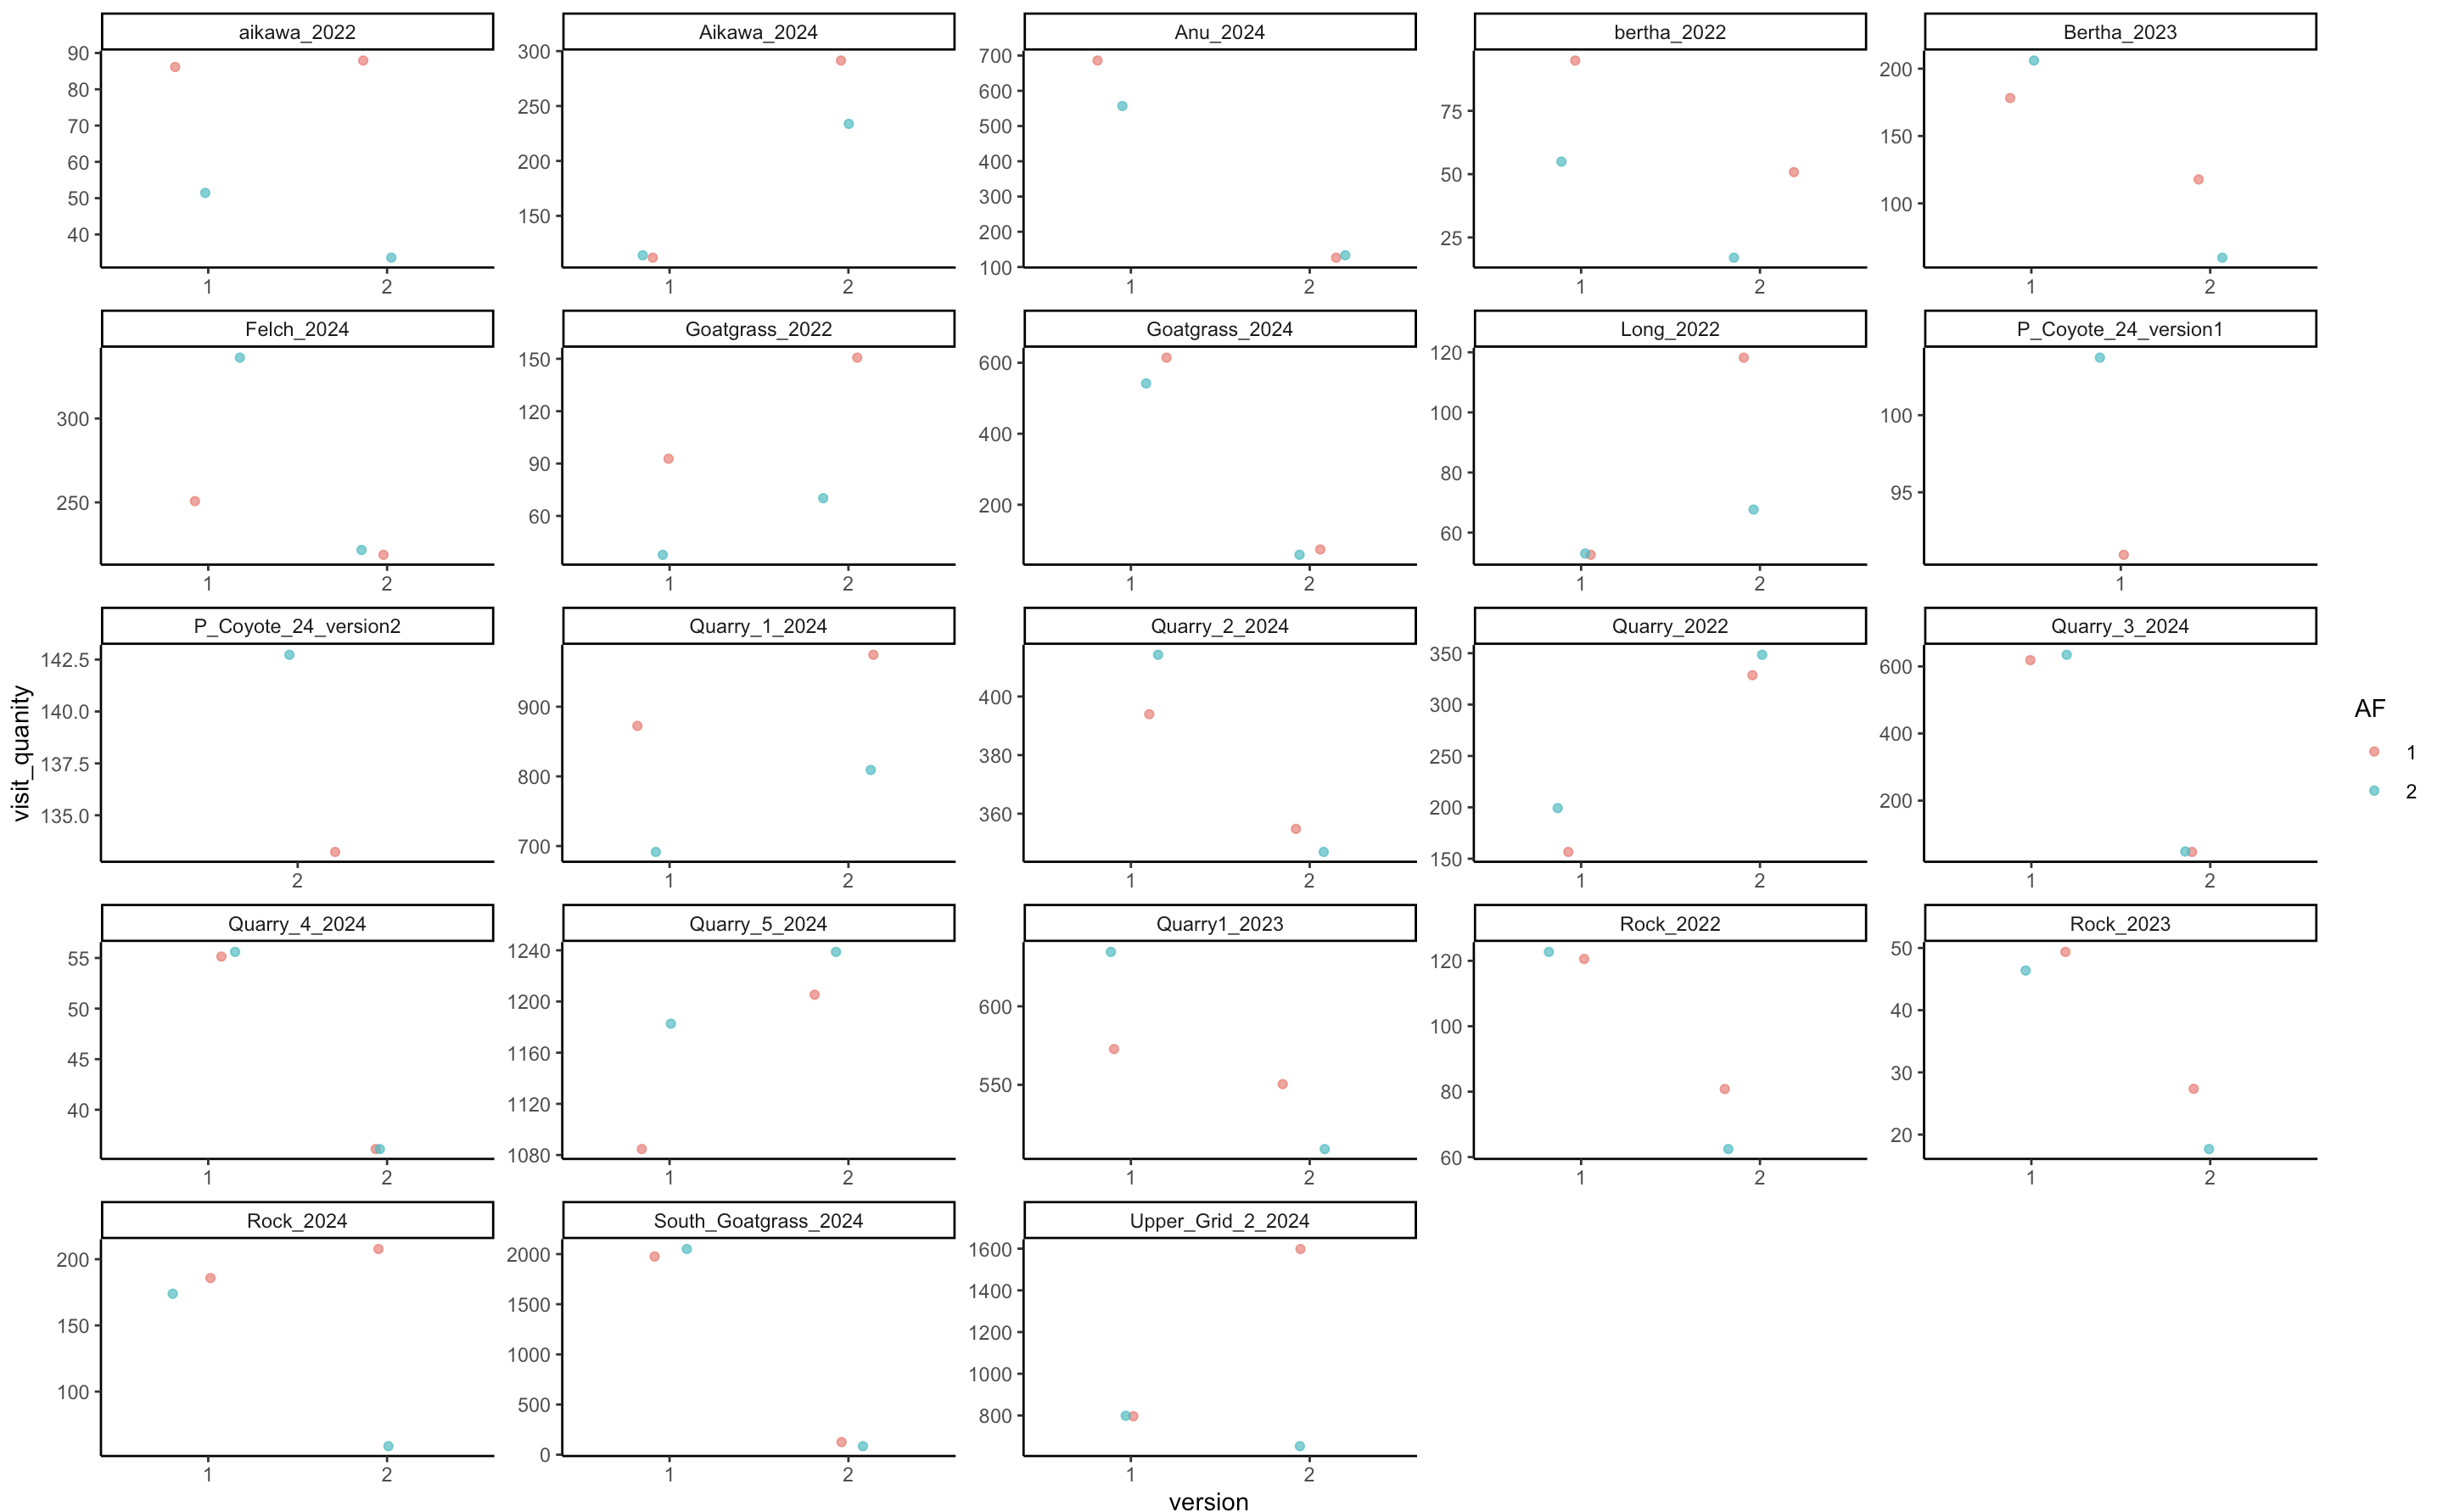 aikawa_2022 Aikawa_2024 Anu_2024 bertha_2022 Bertha_2023
90 80 70 60 50 40
300 250 200 150
700 600 500 400 300 200 100
75 50 25
200 150 100
1 2 1 2 1 2 1 2 1 2
Felch_2024 Goatgrass_2022 Goatgrass_2024 Long_2022 P_Coyote_24_version1
300 250
150 120 90 60
600 400 200
120 100 80 60
100 95
1 2 1 2 1 2 1 2 1
P_Coyote_24_version2 Quarry_1_2024 Quarry_2_2024 Quarry_2022 Quarry_3_2024
142.5 140.0 137.5 135.0
900 800 700
400 380 360
350 300 250 200 150
600 400 200
2 1 2 1 2 1 2 1 2
Quarry_4_2024 Quarry_5_2024 Quarry1_2023 Rock_2022 Rock_2023
55 50 45 40
1240 1200 1160 1120 1080
600 550
120 100 80 60
50 40 30 20
1 2 1 2 1 2 1 2 1 2
Rock_2024 South_Goatgrass_2024 Upper_Grid_2_2024
200 150 100
2000 1500 1000 500 0
1600 1400 1200 1000 800
1 2 1 2 1 2
visit_quanity
version
AF
1
2